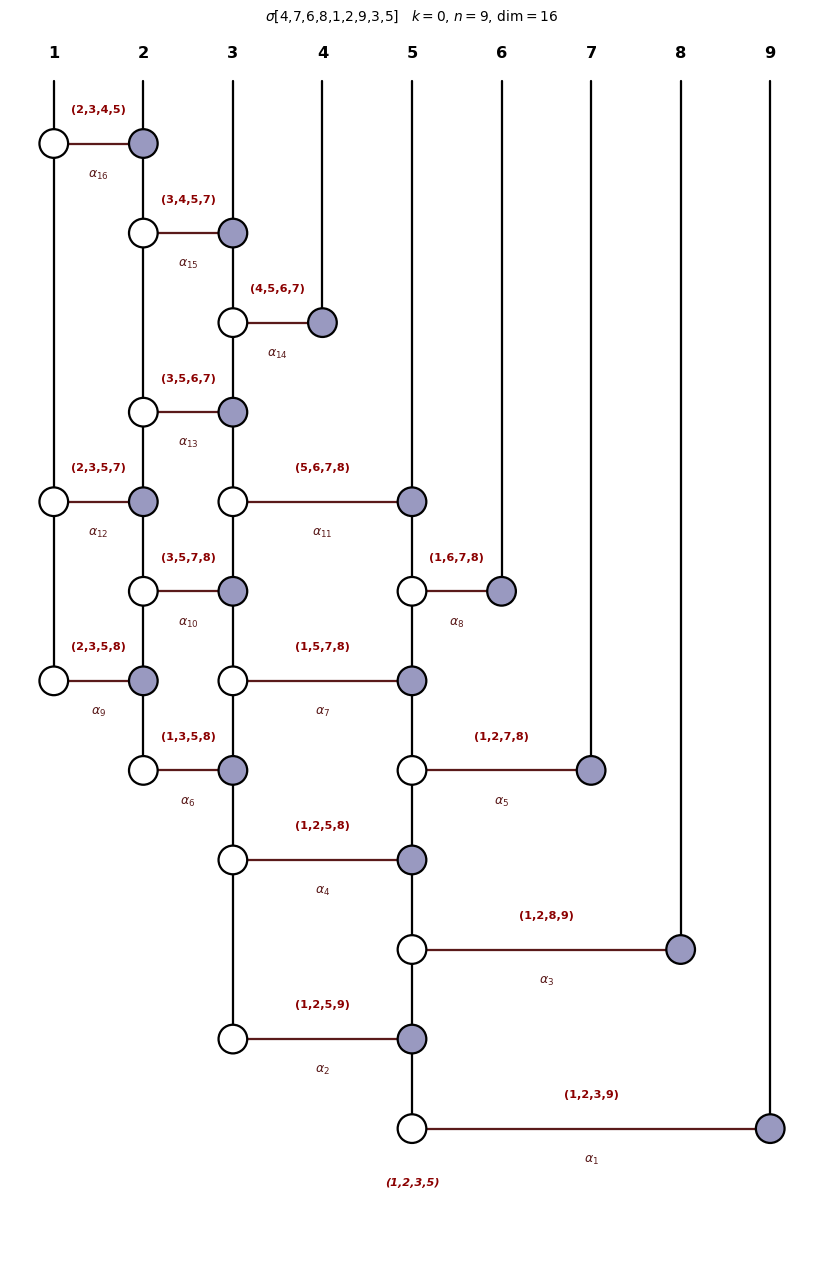 σ[4,7,6,8,1,2,9,3,5] k = 0, n = 9, dim = 16
1 2 3 4 5 6 7 8 9
(2,3,4,5)
α16
(3,4,5,7)
α15
(4,5,6,7)
α14
(3,5,6,7)
α13
(2,3,5,7) (5,6,7,8)
α12 α11
(3,5,7,8) (1,6,7,8)
α10 α8
(2,3,5,8) (1,5,7,8)
α9 α7
(1,3,5,8) (1,2,7,8)
α6 α5
(1,2,5,8)
α4
(1,2,8,9)
α3
(1,2,5,9)
α2
(1,2,3,9)
α1
(1,2,3,5)